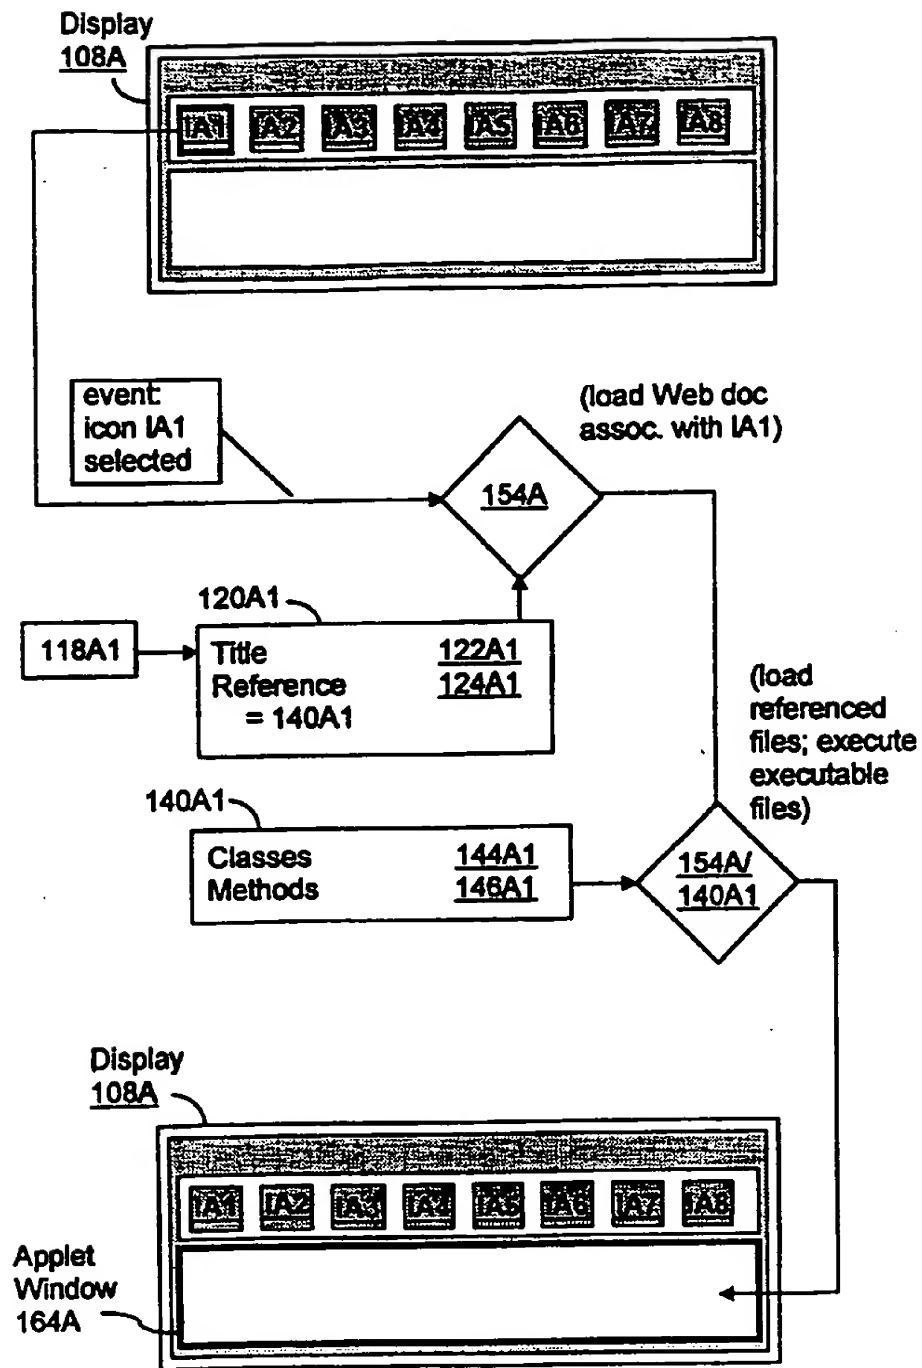 Display
108A
IA1 IA2 IA3 IA4 IA5 IA6 IA7 IA8
event:
icon IA1
selected
(load Web doc
assoc. with IA1)
154A
120A1
118A1
Title 122A1
Reference 124A1
= 140A1
(load
referenced
files; execute
executable
files)
140A1
Classes 144A1
Methods 146A1
154A/
140A1
Display
108A
IA1 IA2 IA3 IA4 IA5 IA6 IA7 IA8
Applet
Window
164A